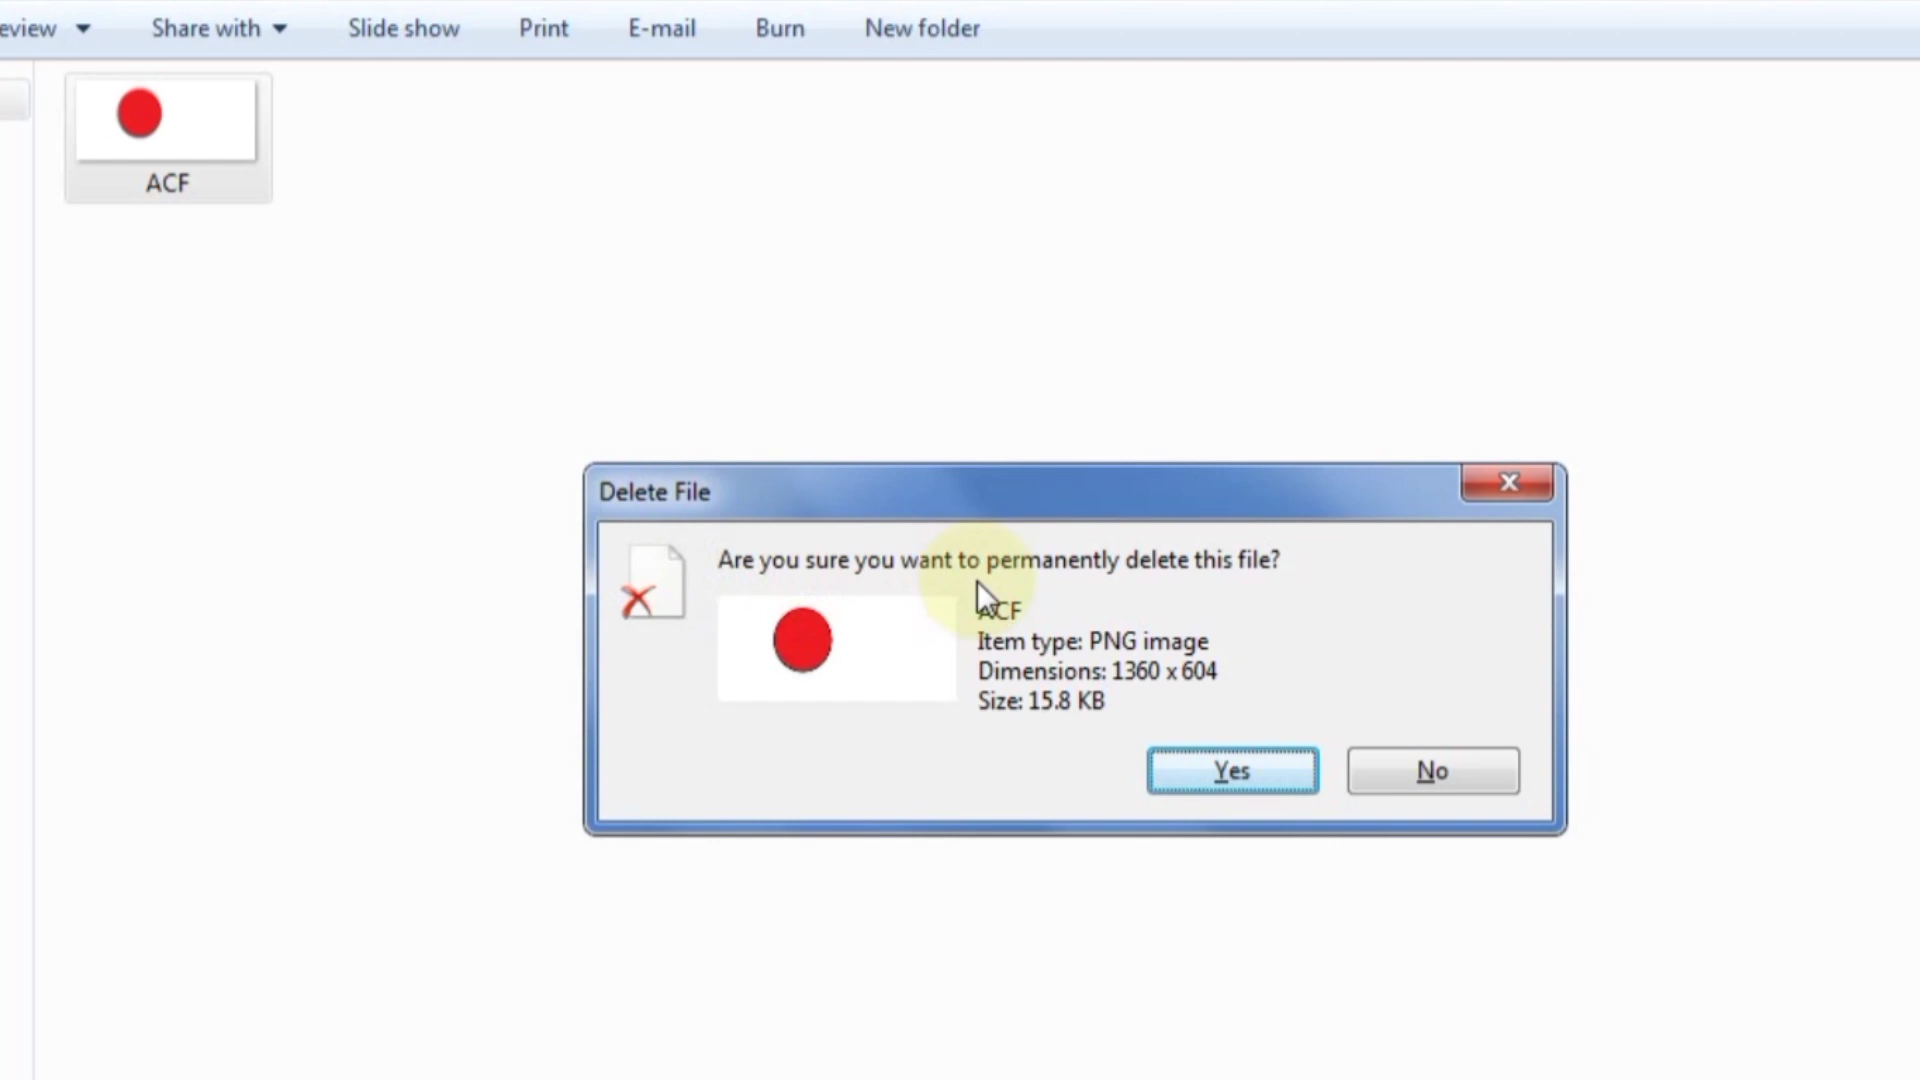 Share with
Slide show
Print
E-mail
Burn
New folder
ACF
Delete File
Are you sure you want to permanently delete this file?
ACF
Item type: PNG image
Dimensions: 1360 x 604
Size: 15.8 KB
Yes
No